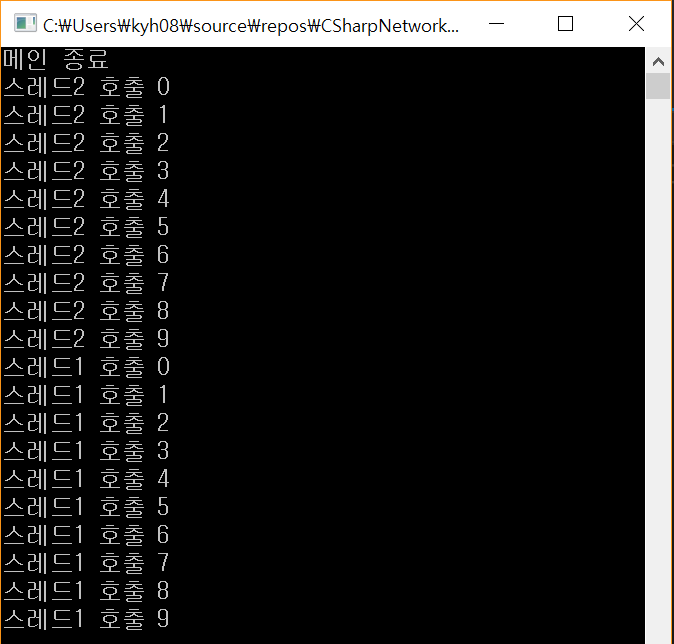 C:₩Users₩kyh08₩source₩repos₩CSharpNetwork...
메인 종료
스레드2 호출 0
스레드2 호출 1
스레드2 호출 2
스레드2 호출 3
스레드2 호출 4
스레드2 호출 5
스레드2 호출 6
스레드2 호출 7
스레드2 호출 8
스레드2 호출 9
스레드1 호출 0
스레드1 호출 1
스레드1 호출 2
스레드1 호출 3
스레드1 호출 4
스레드1 호출 5
스레드1 호출 6
스레드1 호출 7
스레드1 호출 8
스레드1 호출 9